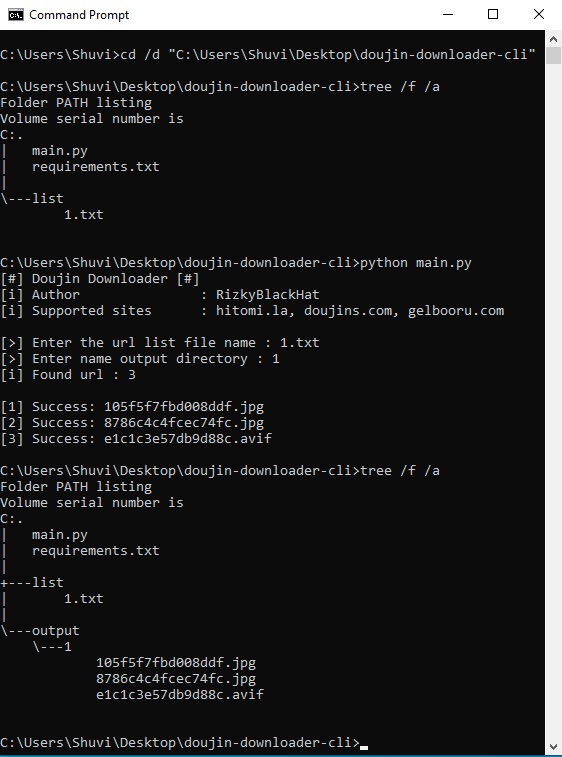 Command Prompt
C:\Users\Shuvi>cd /d "C:\Users\Shuvi\Desktop\doujin-downloader-cli"
C:\Users\Shuvi\Desktop\doujin-downloader-cli>tree /f /a
Folder PATH listing
Volume serial number is
C:.
|   main.py
|   requirements.txt
|
\---list
        1.txt
C:\Users\Shuvi\Desktop\doujin-downloader-cli>python main.py
[#] Doujin Downloader [#]
[i] Author               : RizkyBlackHat
[i] Supported sites      : hitomi.la, doujins.com, gelbooru.com
[>] Enter the url list file name : 1.txt
[>] Enter name output directory : 1
[i] Found url : 3
[1] Success: 105f5f7fbd008ddf.jpg
[2] Success: 8786c4c4fcec74fc.jpg
[3] Success: e1c1c3e57db9d88c.avif
C:\Users\Shuvi\Desktop\doujin-downloader-cli>tree /f /a
Folder PATH listing
Volume serial number is
C:.
|   main.py
|   requirements.txt
|
+---list
|       1.txt
|
\---output
    \---1
            105f5f7fbd008ddf.jpg
            8786c4c4fcec74fc.jpg
            e1c1c3e57db9d88c.avif
C:\Users\Shuvi\Desktop\doujin-downloader-cli>